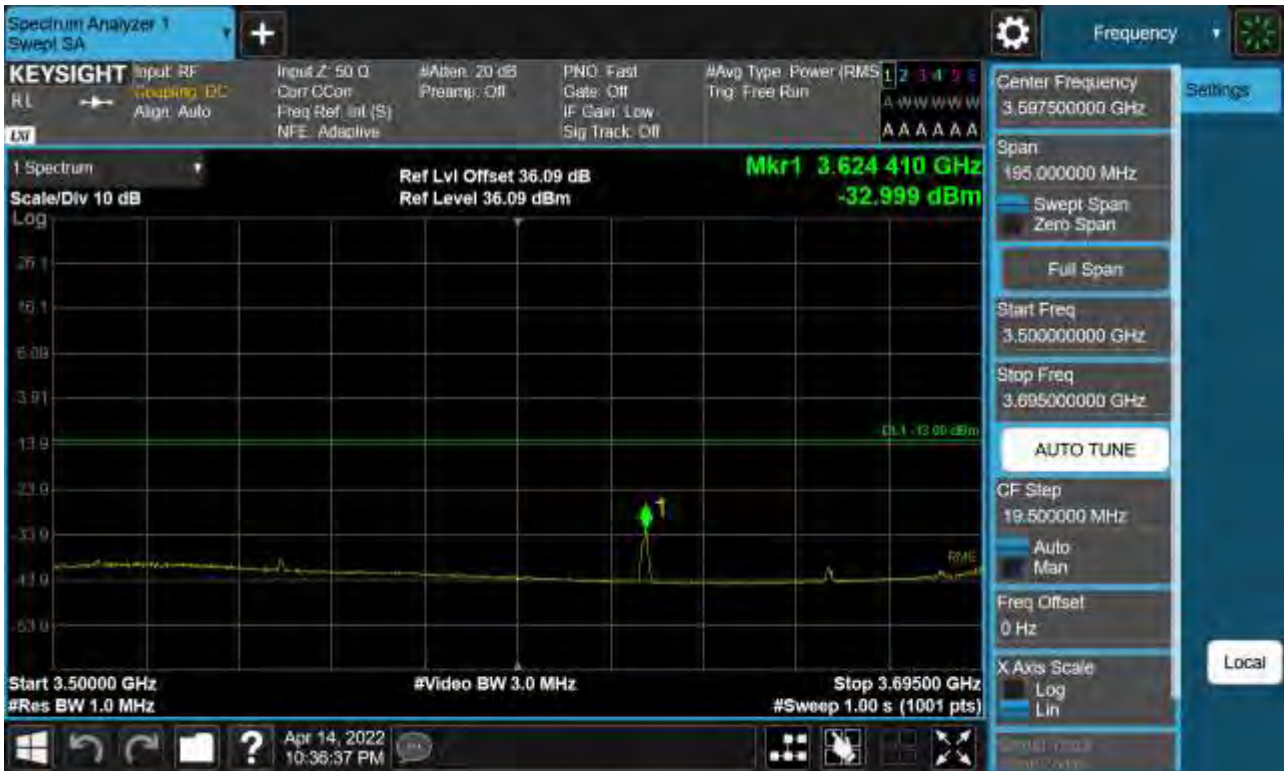 Spectrum Analyzer 1
Swept SA
+
Frequency
KEYSIGHT
RL
LXI
Input: RF
Coupling: DC
Align: Auto
Input Z: 50 Ω
Corr CCorr
Freq Ref: Int (S)
NFE: Adaptive
#Atten: 20 dB
Preamp: Off
PNO: Fast
Gate: Off
IF Gain: Low
Sig Track: Off
#Avg Type: Power (RMS
Trig: Free Run
1 2 3 4 5 6
A W W W W W
A A A A A A
1 Spectrum
Scale/Div 10 dB
Log
Ref Lvl Offset 36.09 dB
Ref Level 36.09 dBm
Mkr1 3.624 410 GHz
-32.999 dBm
26.1
16.1
6.09
-3.91
-13.9
-23.9
-33.9
-43.9
-53.9
DL1 -13.00 dBm
1
RMS
Start 3.50000 GHz
#Res BW 1.0 MHz
#Video BW 3.0 MHz
Stop 3.69500 GHz
#Sweep 1.00 s (1001 pts)
Center Frequency
3.597500000 GHz
Settings
Span
195.000000 MHz
Swept Span
Zero Span
Full Span
Start Freq
3.500000000 GHz
Stop Freq
3.695000000 GHz
AUTO TUNE
CF Step
19.500000 MHz
Auto
Man
Freq Offset
0 Hz
X Axis Scale
Log
Lin
Local
?
Apr 14, 2022
10:36:37 PM